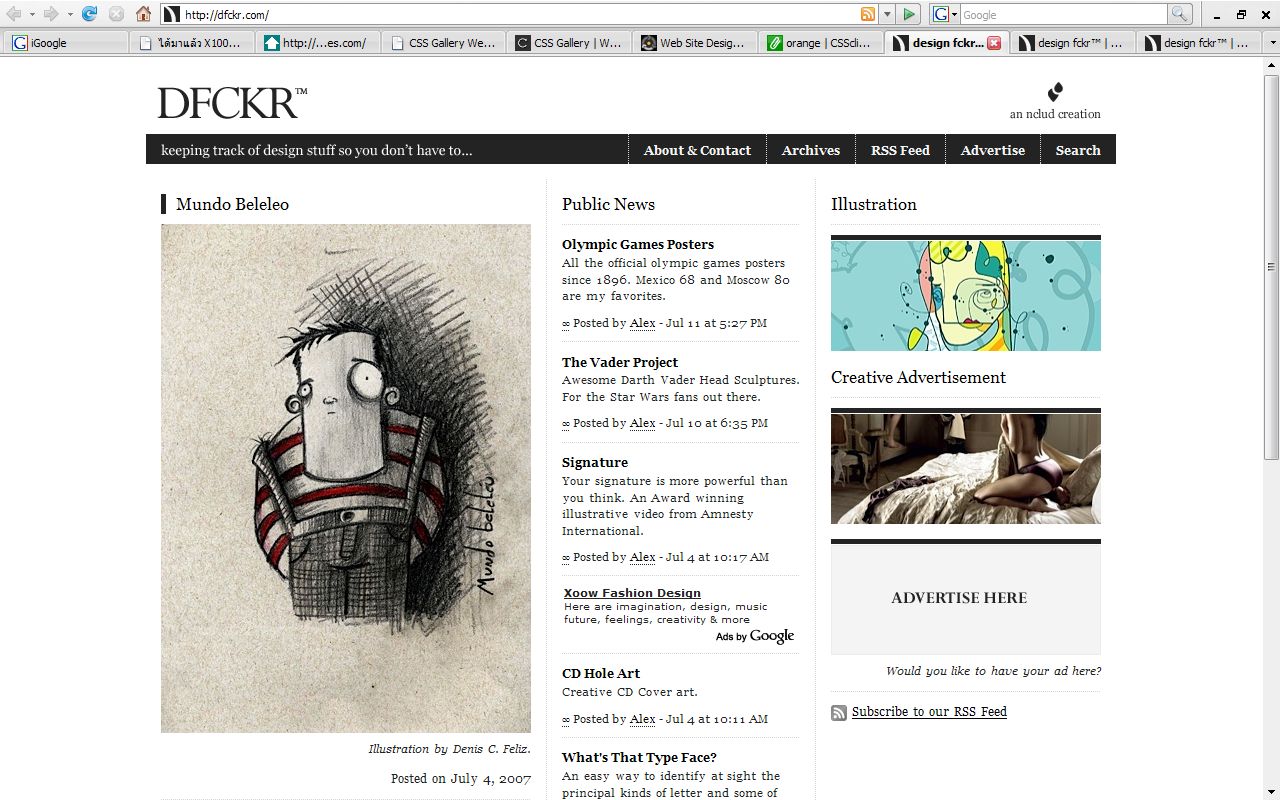 http://dfckr.com/
Google
iGoogle
ได้มาแล้ว X100...
http://...es.com/
CSS Gallery We...
CSS Gallery | W...
Web Site Desig...
orange | CSScli...
design fckr...
design fckr™ | ...
design fckr™ | ...
DFCKR™
an nclud creation
keeping track of design stuff so you don't have to...
About & Contact
Archives
RSS Feed
Advertise
Search
Mundo Beleleo
Mundo beleleo
Illustration by Denis C. Feliz.
Posted on July 4, 2007
Public News
Olympic Games Posters
All the official olympic games posters
since 1896. Mexico 68 and Moscow 80
are my favorites.
∞ Posted by Alex - Jul 11 at 5:27 PM
The Vader Project
Awesome Darth Vader Head Sculptures.
For the Star Wars fans out there.
∞ Posted by Alex - Jul 10 at 6:35 PM
Signature
Your signature is more powerful than
you think. An Award winning
illustrative video from Amnesty
International.
∞ Posted by Alex - Jul 4 at 10:17 AM
Xoow Fashion Design
Here are imagination, design, music
future, feelings, creativity & more
Ads by Google
CD Hole Art
Creative CD Cover art.
∞ Posted by Alex - Jul 4 at 10:11 AM
What's That Type Face?
An easy way to identify at sight the
principal kinds of letter and some of
Illustration
Creative Advertisement
ADVERTISE HERE
Would you like to have your ad here?
Subscribe to our RSS Feed